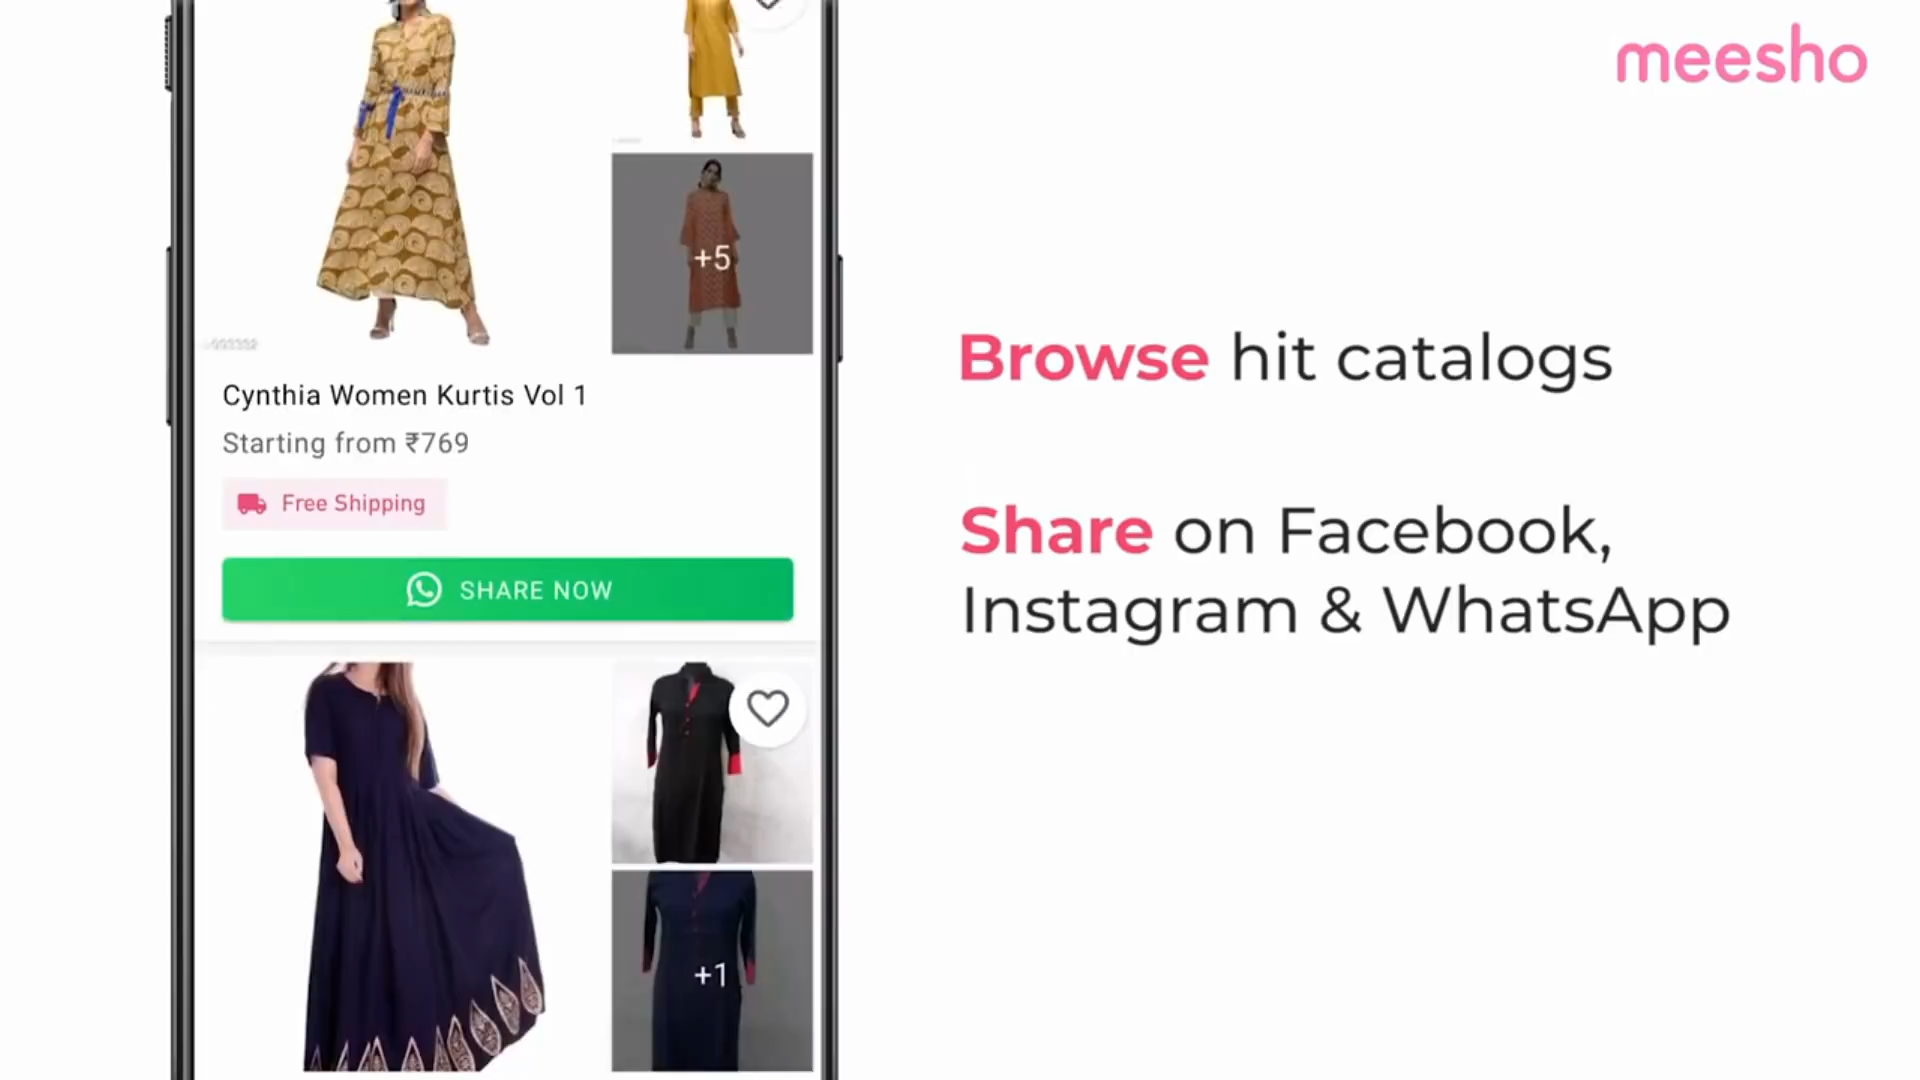 meesho
+5
Cynthia Women Kurtis Vol 1
Starting from ₹769
Free Shipping
SHARE NOW
+1
Browse hit catalogs
Share on Facebook,
Instagram & WhatsApp